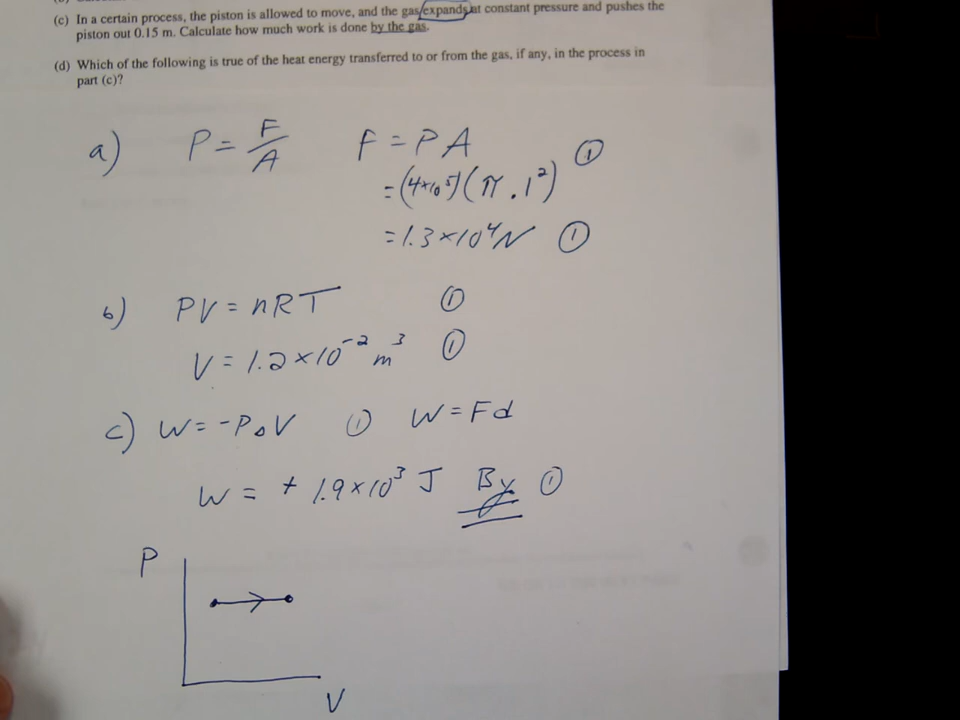 (c) In a certain process, the piston is allowed to move, and the gas expands at constant pressure and pushes the
piston out 0.15 m. Calculate how much work is done by the gas.
(d) Which of the following is true of the heat energy transferred to or from the gas, if any, in the process in
part (c)?
a) P = F/A F = PA ①
= (4×10⁵)(π .1²)
= 1.3×10⁴N ①
b) PV = nRT ①
V = 1.2×10⁻² m³ ①
c) W = -PΔV ① W = Fd
W = + 1.9×10³ J By ①
P
V